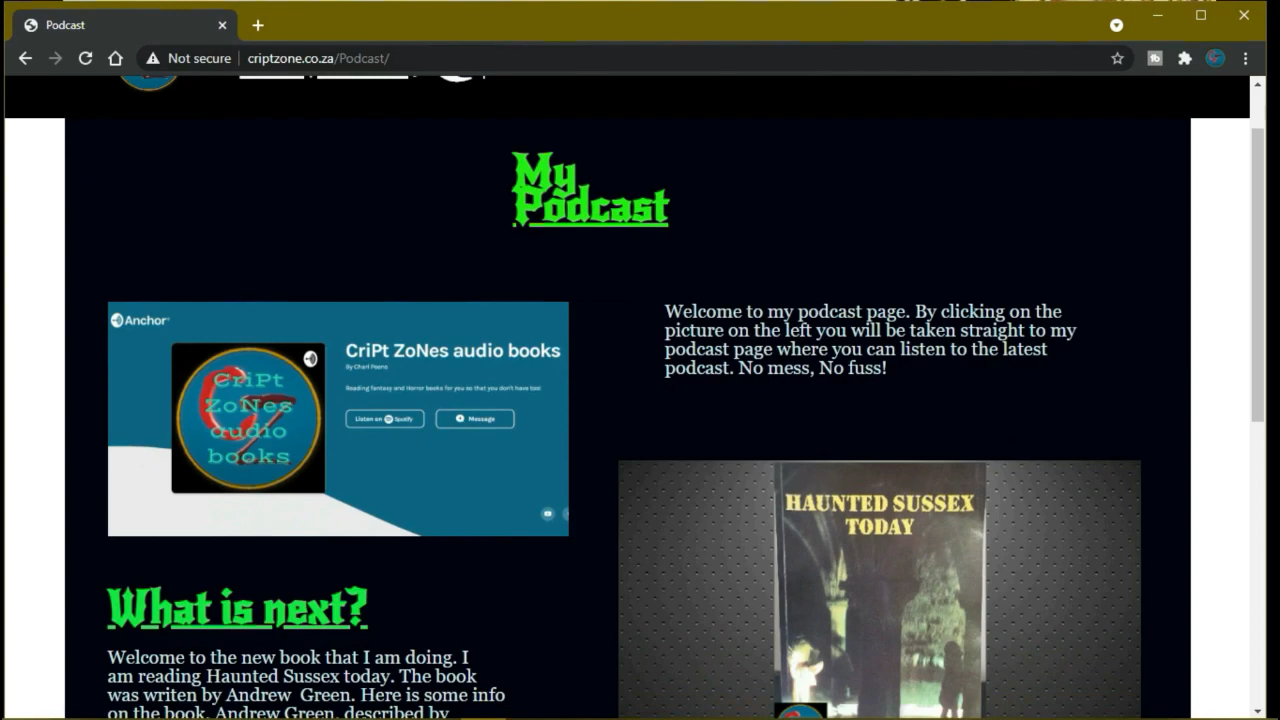 Podcast
Not secure
criptzone.co.za/Podcast/
My
Podcast
Anchor
CriPt ZoNes audio books
By Charl Peens
Reading fantasy and Horror books for you so that you don't have too!
Listen on Spotify
Message
CriPt
ZoNes
audio
books
Welcome to my podcast page. By clicking on the
picture on the left you will be taken straight to my
podcast page where you can listen to the latest
podcast. No mess, No fuss!
HAUNTED SUSSEX
TODAY
What is next?
Welcome to the new book that I am doing. I
am reading Haunted Sussex today. The book
was writen by Andrew Green. Here is some info
on the book. Andrew Green, described by